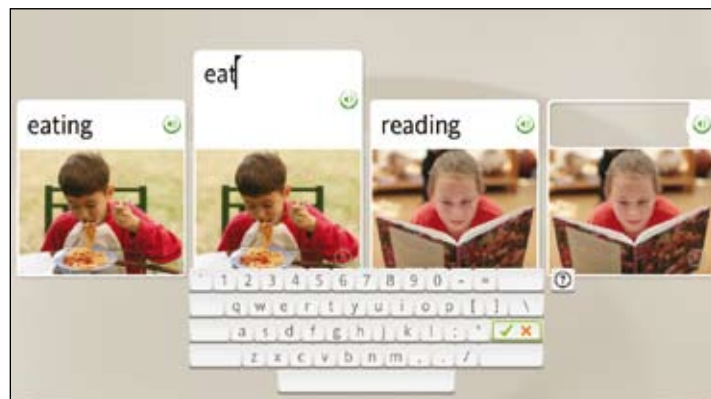 eat
eating
reading
1 2 3 4 5 6 7 8 9 0 - =
q w e r t y u i o p [ ] \
a s d f g h j k l ; '
z x c v b n m , . /